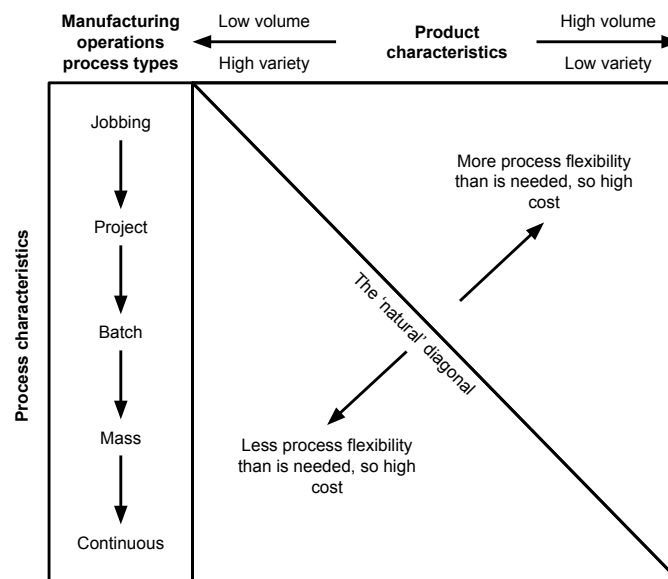 Manufacturing
operations
process types
Low volume
High variety
Product
characteristics
High volume
Low variety
Process characteristics
Jobbing
Project
Batch
Mass
Continuous
More process flexibility
than is needed, so high
cost
The ‘natural’ diagonal
Less process flexibility
than is needed, so high
cost